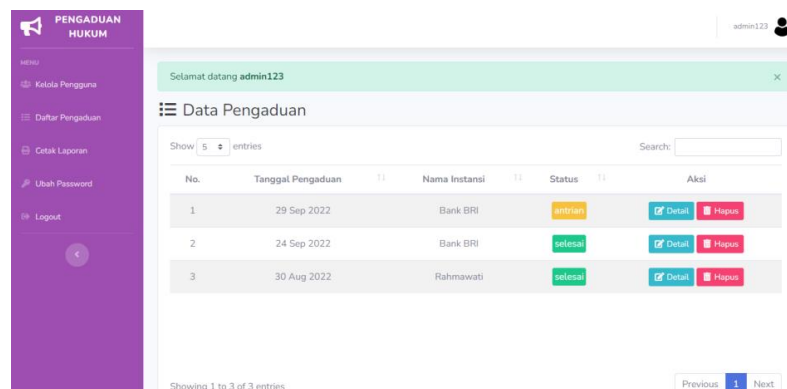 PENGADUAN
HUKUM
admin123
MENU
Kelola Pengguna
Daftar Pengaduan
Cetak Laporan
Ubah Password
Logout
Selamat datang admin123 ×
Data Pengaduan
Show 5 entries Search:
No. Tanggal Pengaduan Nama Instansi Status Aksi
1 29 Sep 2022 Bank BRI antrian Detail Hapus
2 24 Sep 2022 Bank BRI selesai Detail Hapus
3 30 Aug 2022 Rahmawati selesai Detail Hapus
Showing 1 to 3 of 3 entries Previous 1 Next